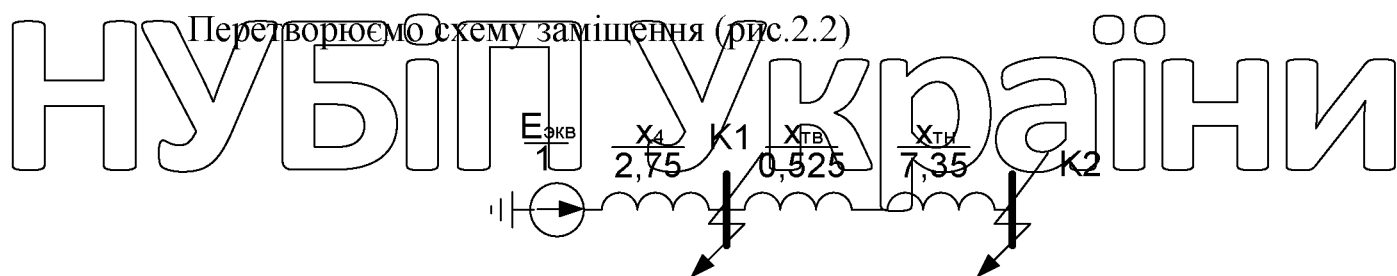 Перетворюємо схему заміщення (рис.2.2)
НУБіП України
Eэкв x4 K1 xтв xтн K2
1 2,75 0,525 7,35